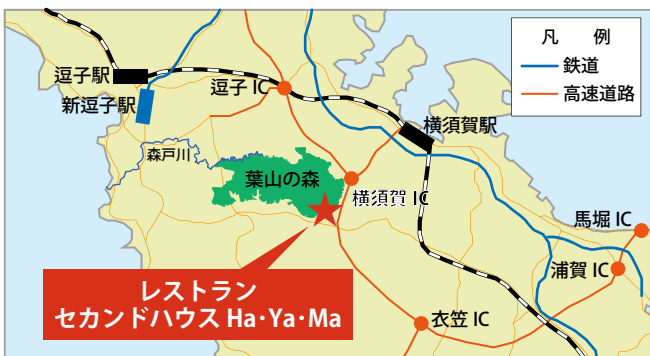 凡 例
鉄道
高速道路
逗子駅
新逗子駅
逗子 IC
横須賀駅
森戸川
葉山の森
横須賀 IC
馬堀 IC
浦賀 IC
衣笠 IC
レストラン
セカンドハウス Ha･Ya･Ma